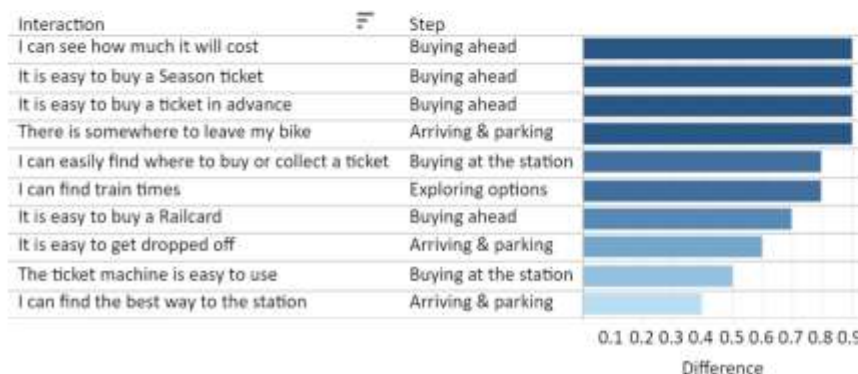 Interaction Step
I can see how much it will cost Buying ahead
It is easy to buy a Season ticket Buying ahead
It is easy to buy a ticket in advance Buying ahead
There is somewhere to leave my bike Arriving & parking
I can easily find where to buy or collect a ticket Buying at the station
I can find train times Exploring options
It is easy to buy a Railcard Buying ahead
It is easy to get dropped off Arriving & parking
The ticket machine is easy to use Buying at the station
I can find the best way to the station Arriving & parking
0.1 0.2 0.3 0.4 0.5 0.6 0.7 0.8 0.9
Difference